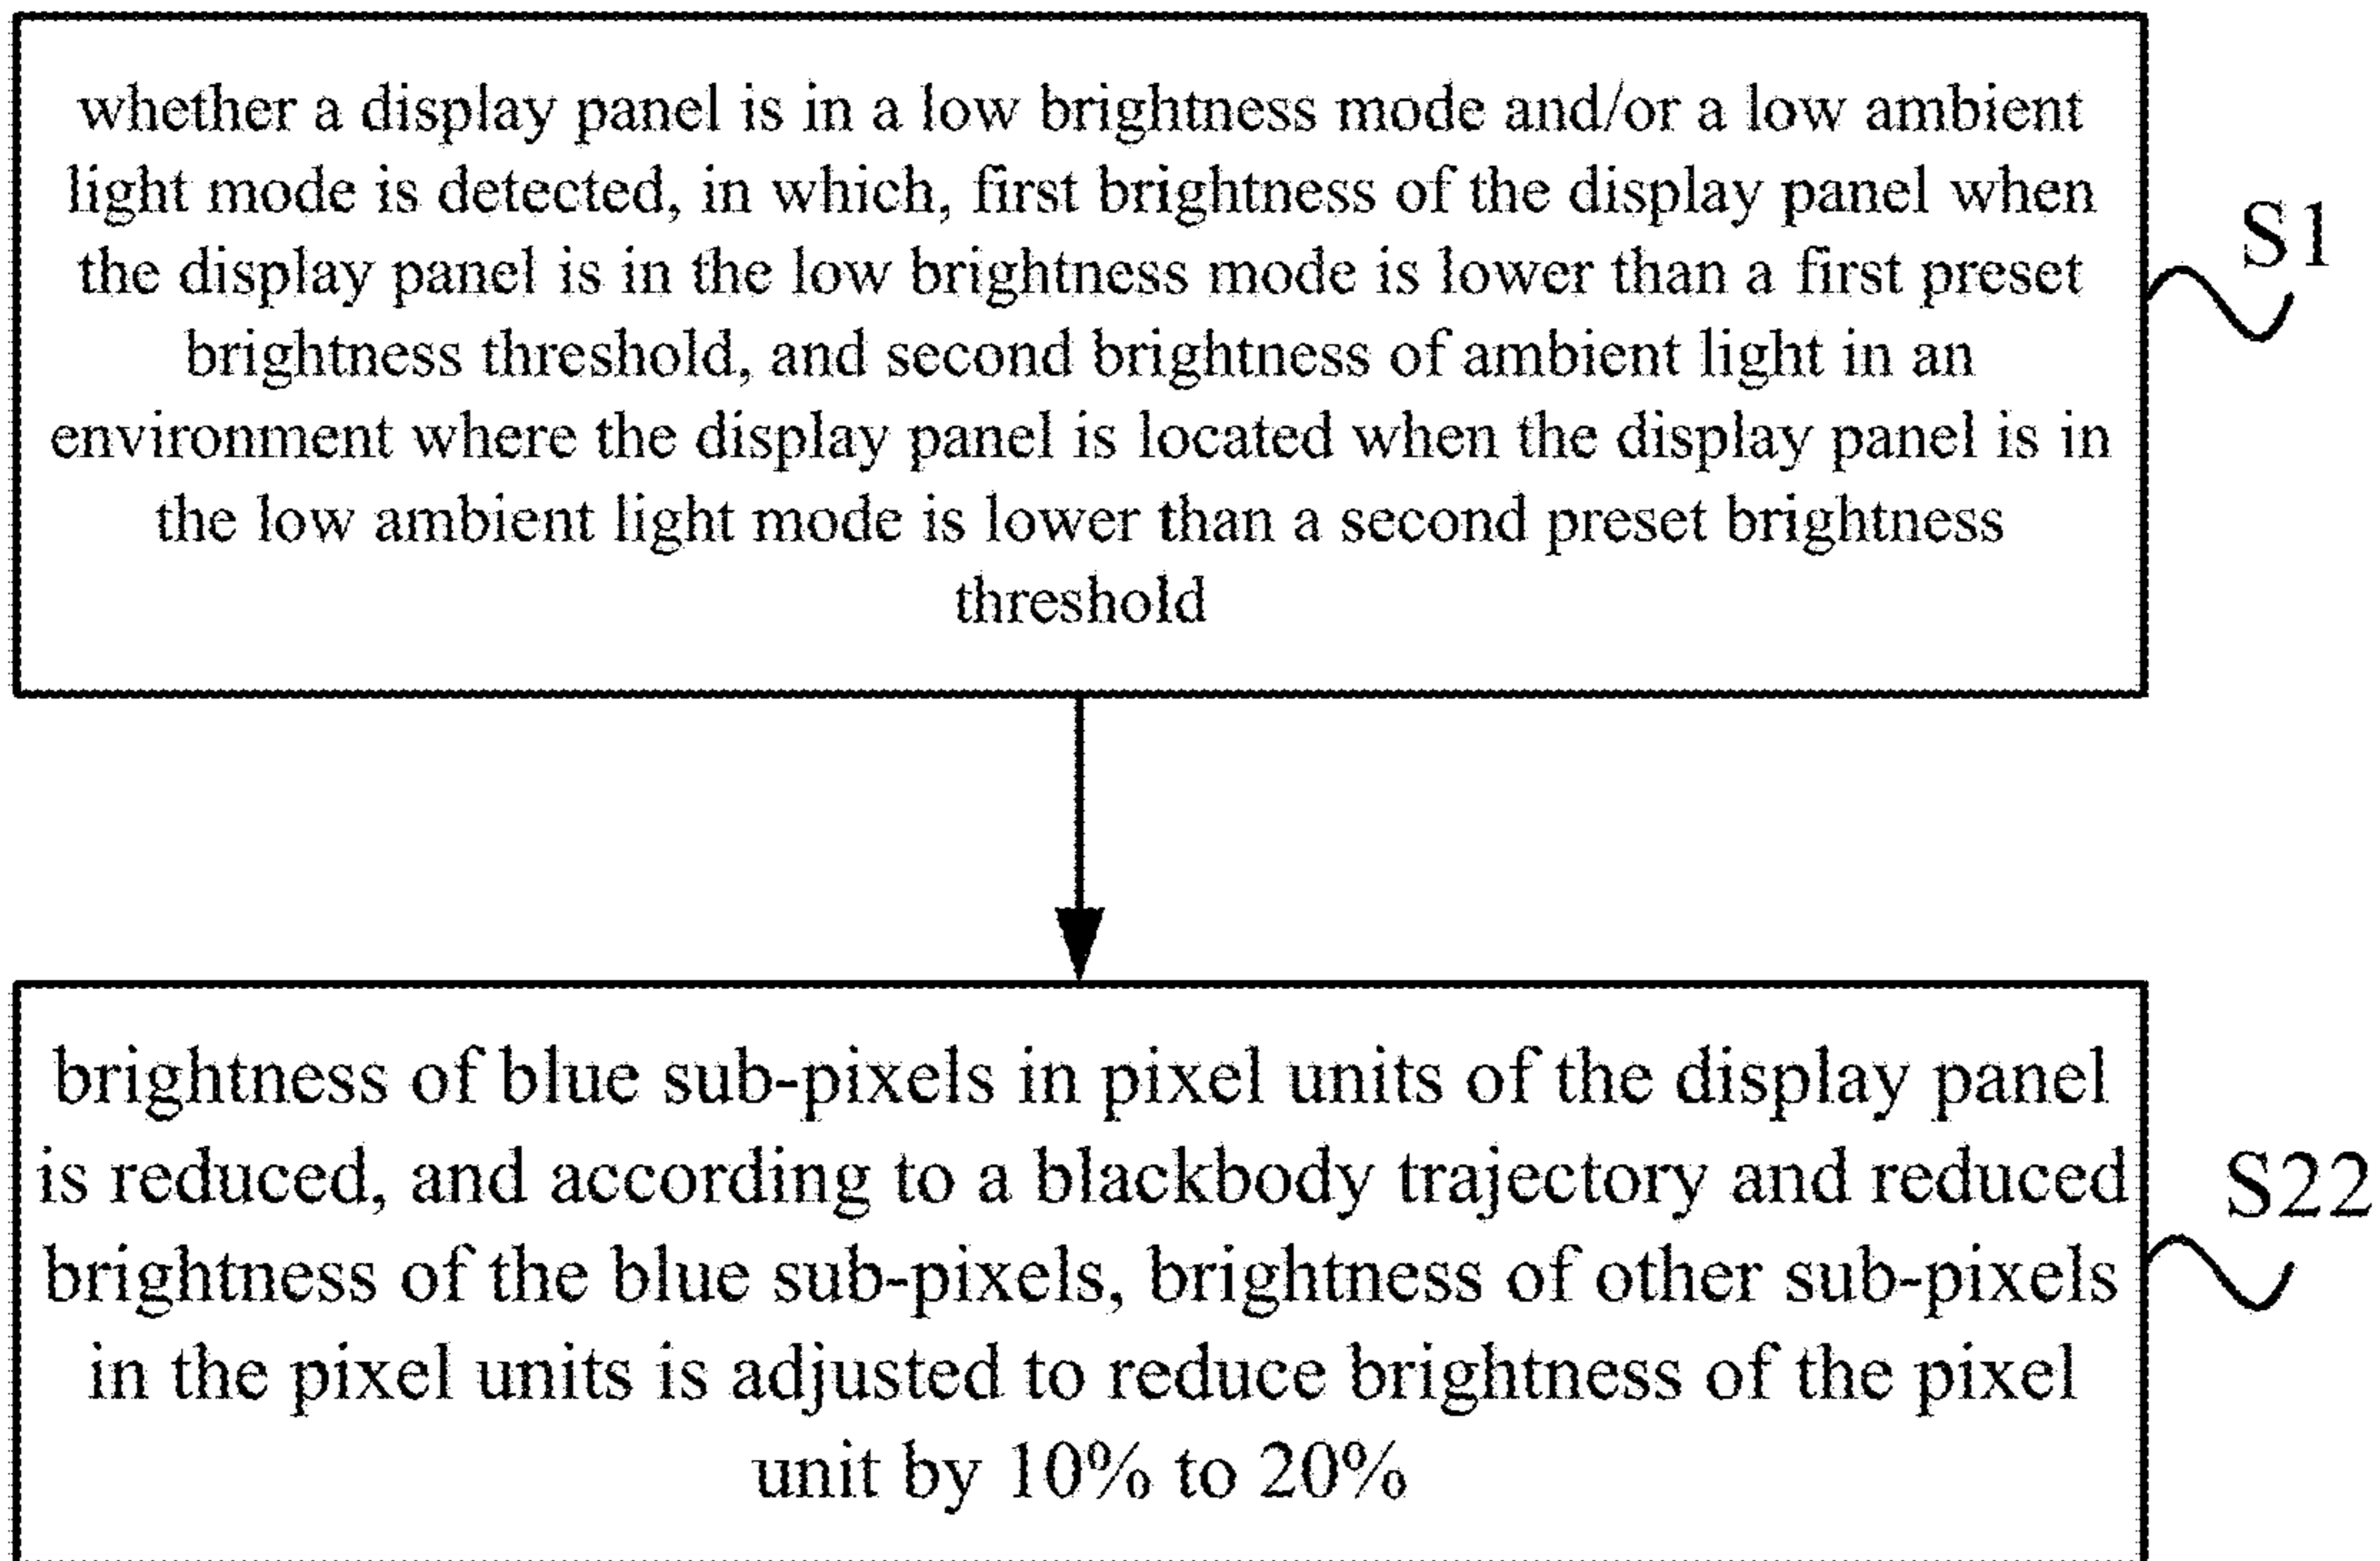 whether a display panel is in a low brightness mode and/or a low ambient
light mode is detected, in which, first brightness of the display panel when
the display panel is in the low brightness mode is lower than a first preset
brightness threshold, and second brightness of ambient light in an
environment where the display panel is located when the display panel is in
the low ambient light mode is lower than a second preset brightness
threshold
S1
brightness of blue sub-pixels in pixel units of the display panel
is reduced, and according to a blackbody trajectory and reduced
brightness of the blue sub-pixels, brightness of other sub-pixels
in the pixel units is adjusted to reduce brightness of the pixel
unit by 10% to 20%
S22